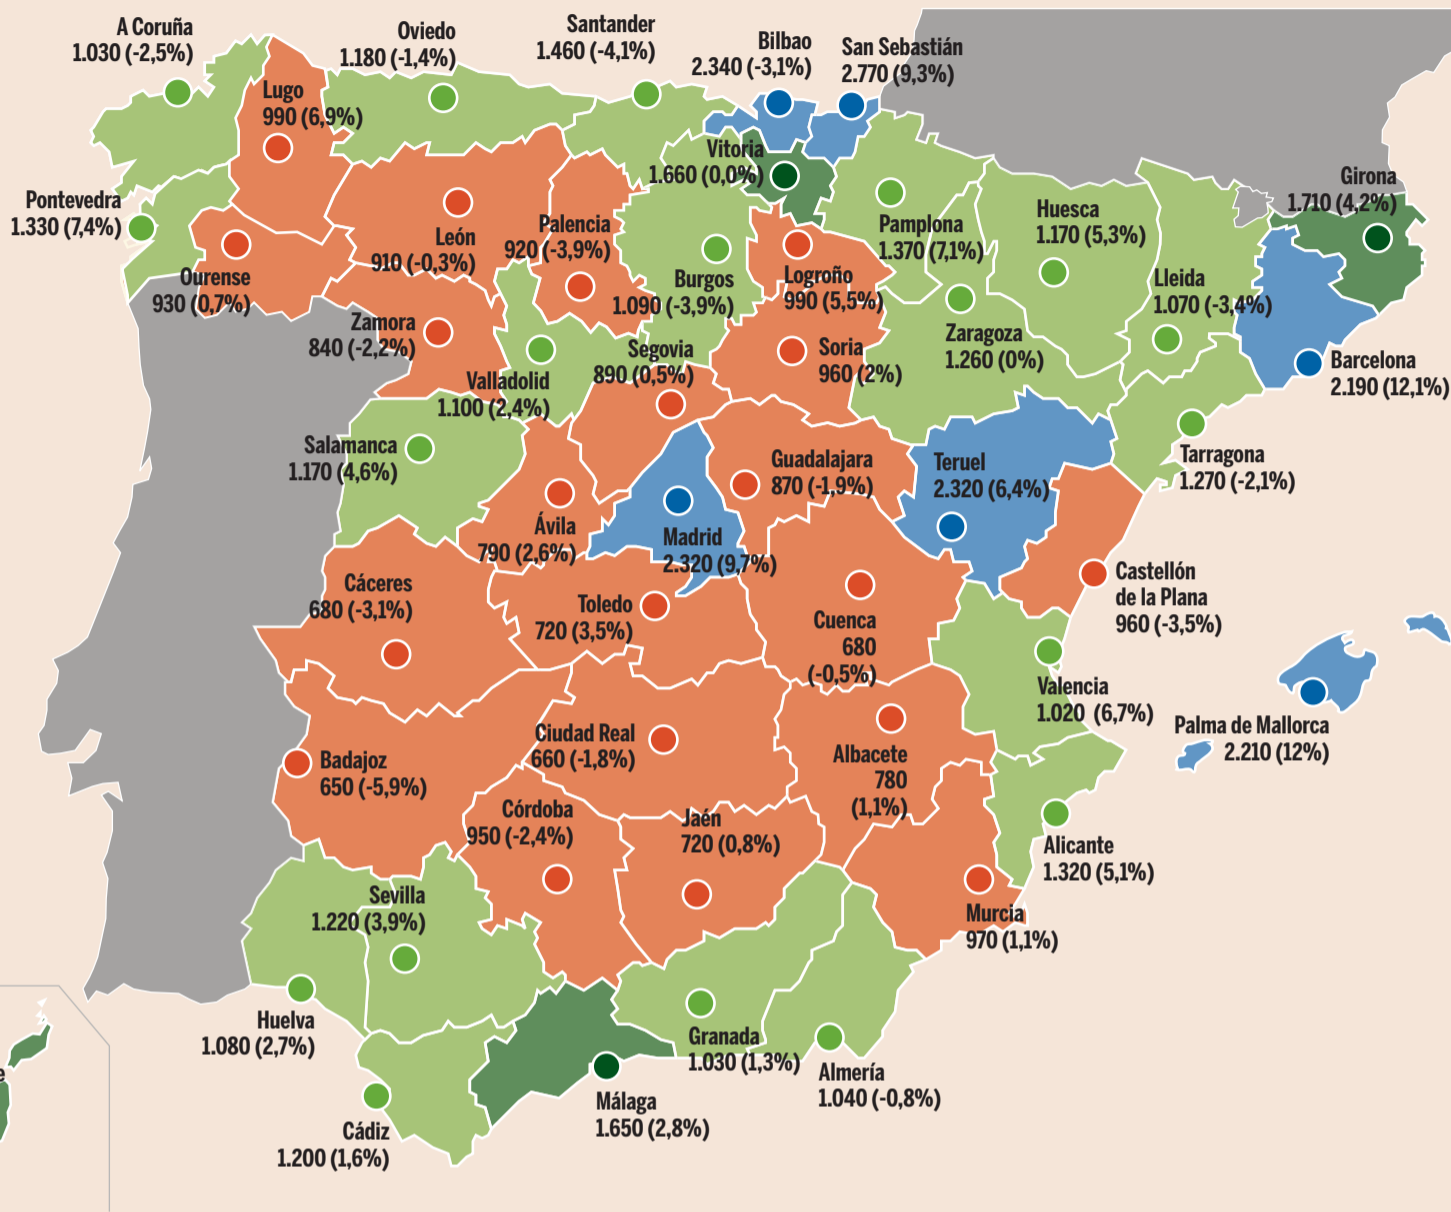 A Coruña
1.030 (-2,5%)
Oviedo
1.180 (-1,4%)
Santander
1.460 (-4,1%)
Bilbao
2.340 (-3,1%)
San Sebastián
2.770 (9,3%)
Lugo
990 (6,9%)
Vitoria
1.660 (0,0%)
Girona
1.710 (4,2%)
Pontevedra
1.330 (7,4%)
Ourense
930 (0,7%)
León
910 (-0,3%)
Palencia
920 (-3,9%)
Burgos
1.090 (-3,9%)
Logroño
990 (5,5%)
Pamplona
1.370 (7,1%)
Huesca
1.170 (5,3%)
Lleida
1.070 (-3,4%)
Zamora
840 (-2,2%)
Valladolid
1.100 (2,4%)
Segovia
890 (0,5%)
Soria
960 (2%)
Zaragoza
1.260 (0%)
Barcelona
2.190 (12,1%)
Salamanca
1.170 (4,6%)
Ávila
790 (2,6%)
Madrid
2.320 (9,7%)
Guadalajara
870 (-1,9%)
Teruel
2.320 (6,4%)
Tarragona
1.270 (-2,1%)
Cáceres
680 (-3,1%)
Toledo
720 (3,5%)
Cuenca
680
(-0,5%)
Castellón
de la Plana
960 (-3,5%)
Valencia
1.020 (6,7%)
Palma de Mallorca
2.210 (12%)
Badajoz
650 (-5,9%)
Ciudad Real
660 (-1,8%)
Albacete
780
(1,1%)
Córdoba
950 (-2,4%)
Jaén
720 (0,8%)
Alicante
1.320 (5,1%)
Sevilla
1.220 (3,9%)
Murcia
970 (1,1%)
Huelva
1.080 (2,7%)
Granada
1.030 (1,3%)
Almería
1.040 (-0,8%)
Málaga
1.650 (2,8%)
Cádiz
1.200 (1,6%)